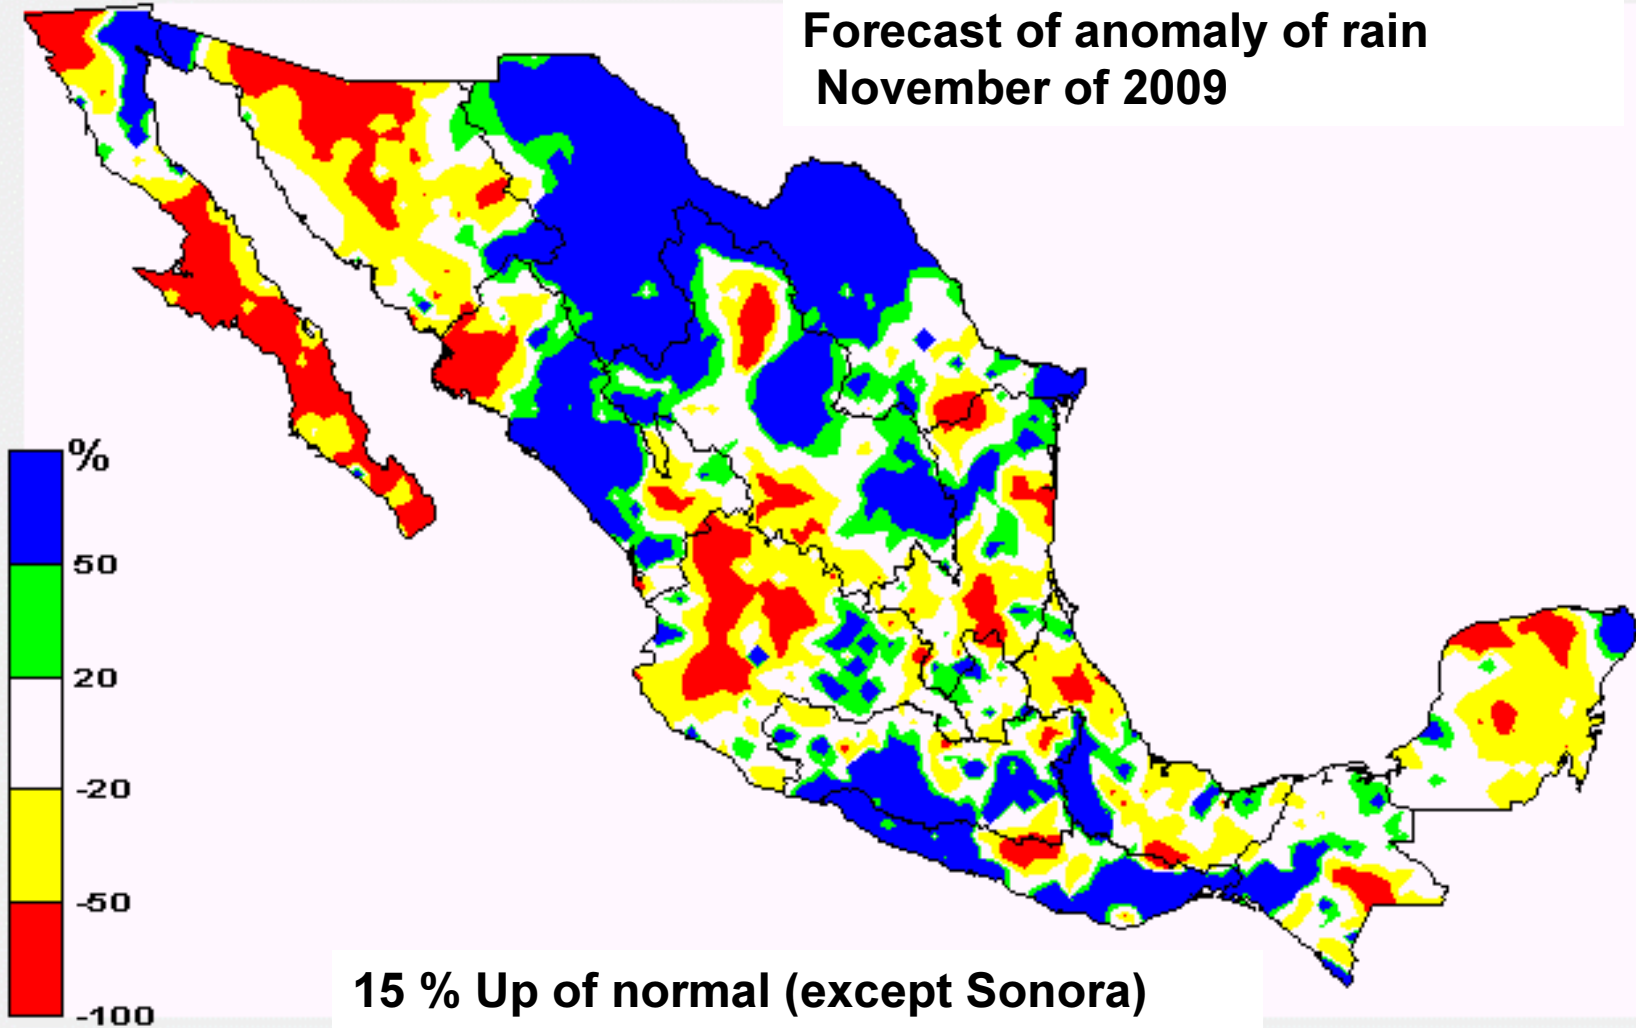 Forecast of anomaly of rain
November of 2009
%
50
20
-20
-50
-100
15 % Up of normal (except Sonora)